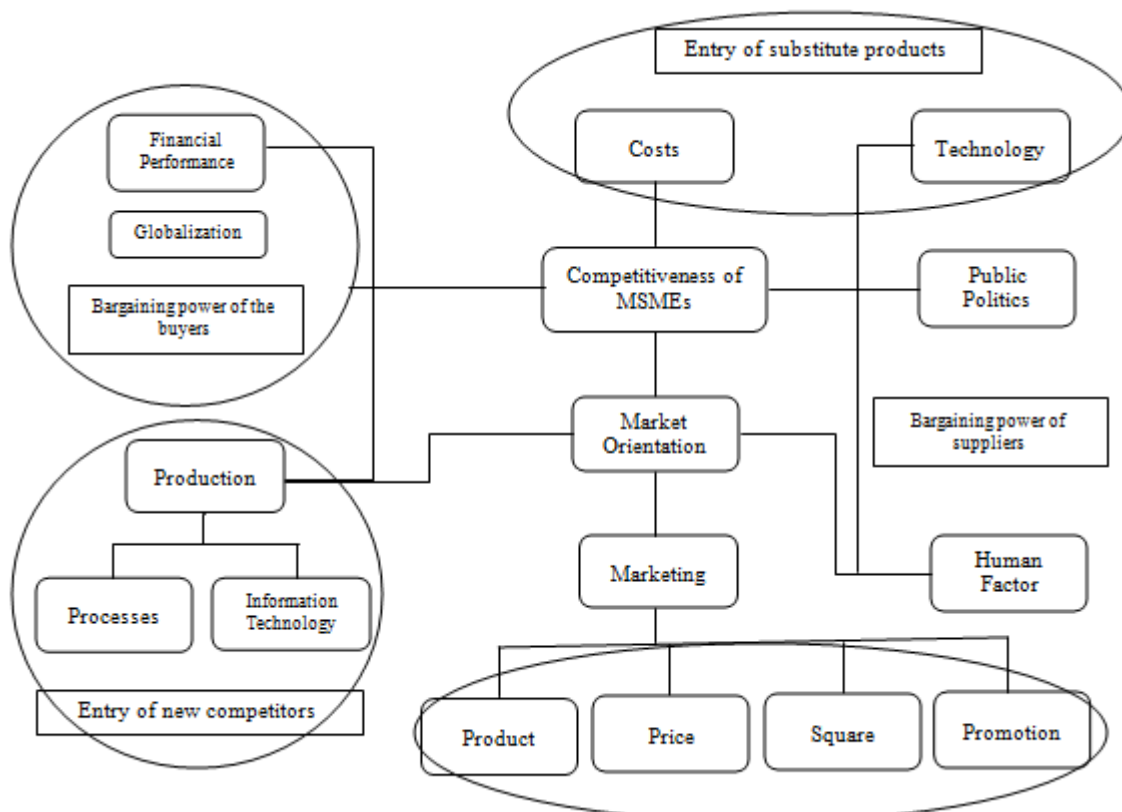 Entry of substitute products
Financial
Performance
Costs
Technology
Globalization
Competitiveness of
MSMEs
Public
Politics
Bargaining power of the
buyers
Market
Orientation
Bargaining power of
suppliers
Production
Marketing
Human
Factor
Processes
Information
Technology
Entry of new competitors
Product
Price
Square
Promotion